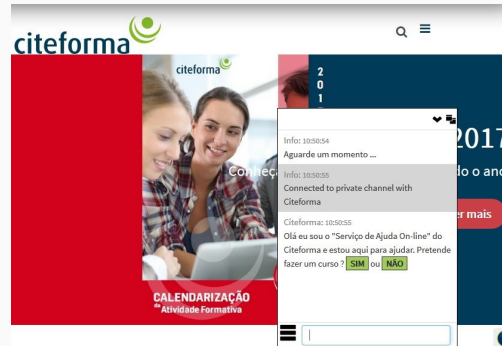 citeforma
citeforma
2
0
1
2017
Conheça
do o an
er mais
CALENDARIZAÇÃO
da Atividade Formativa
Info: 10:50:54
Aguarde um momento ...
Info: 10:50:55
Connected to private channel with
Citeforma
Citeforma: 10:50:55
Olá eu sou o "Serviço de Ajuda On-line" do
Citeforma e estou aqui para ajudar. Pretende
fazer um curso ? SIM ou NÃO